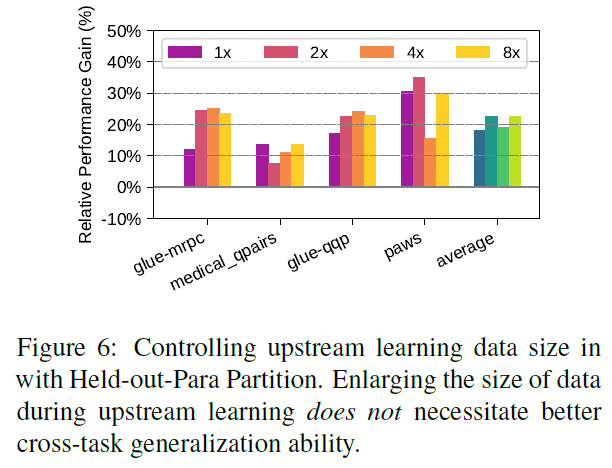 Relative Performance Gain (%)
50%
40%
30%
20%
10%
0%
-10%
1x 2x 4x 8x
glue-mrpc
medical_qpairs
glue-qqp
paws
average
Figure 6: Controlling upstream learning data size in
with Held-out-Para Partition. Enlarging the size of data
during upstream learning does not necessitate better
cross-task generalization ability.